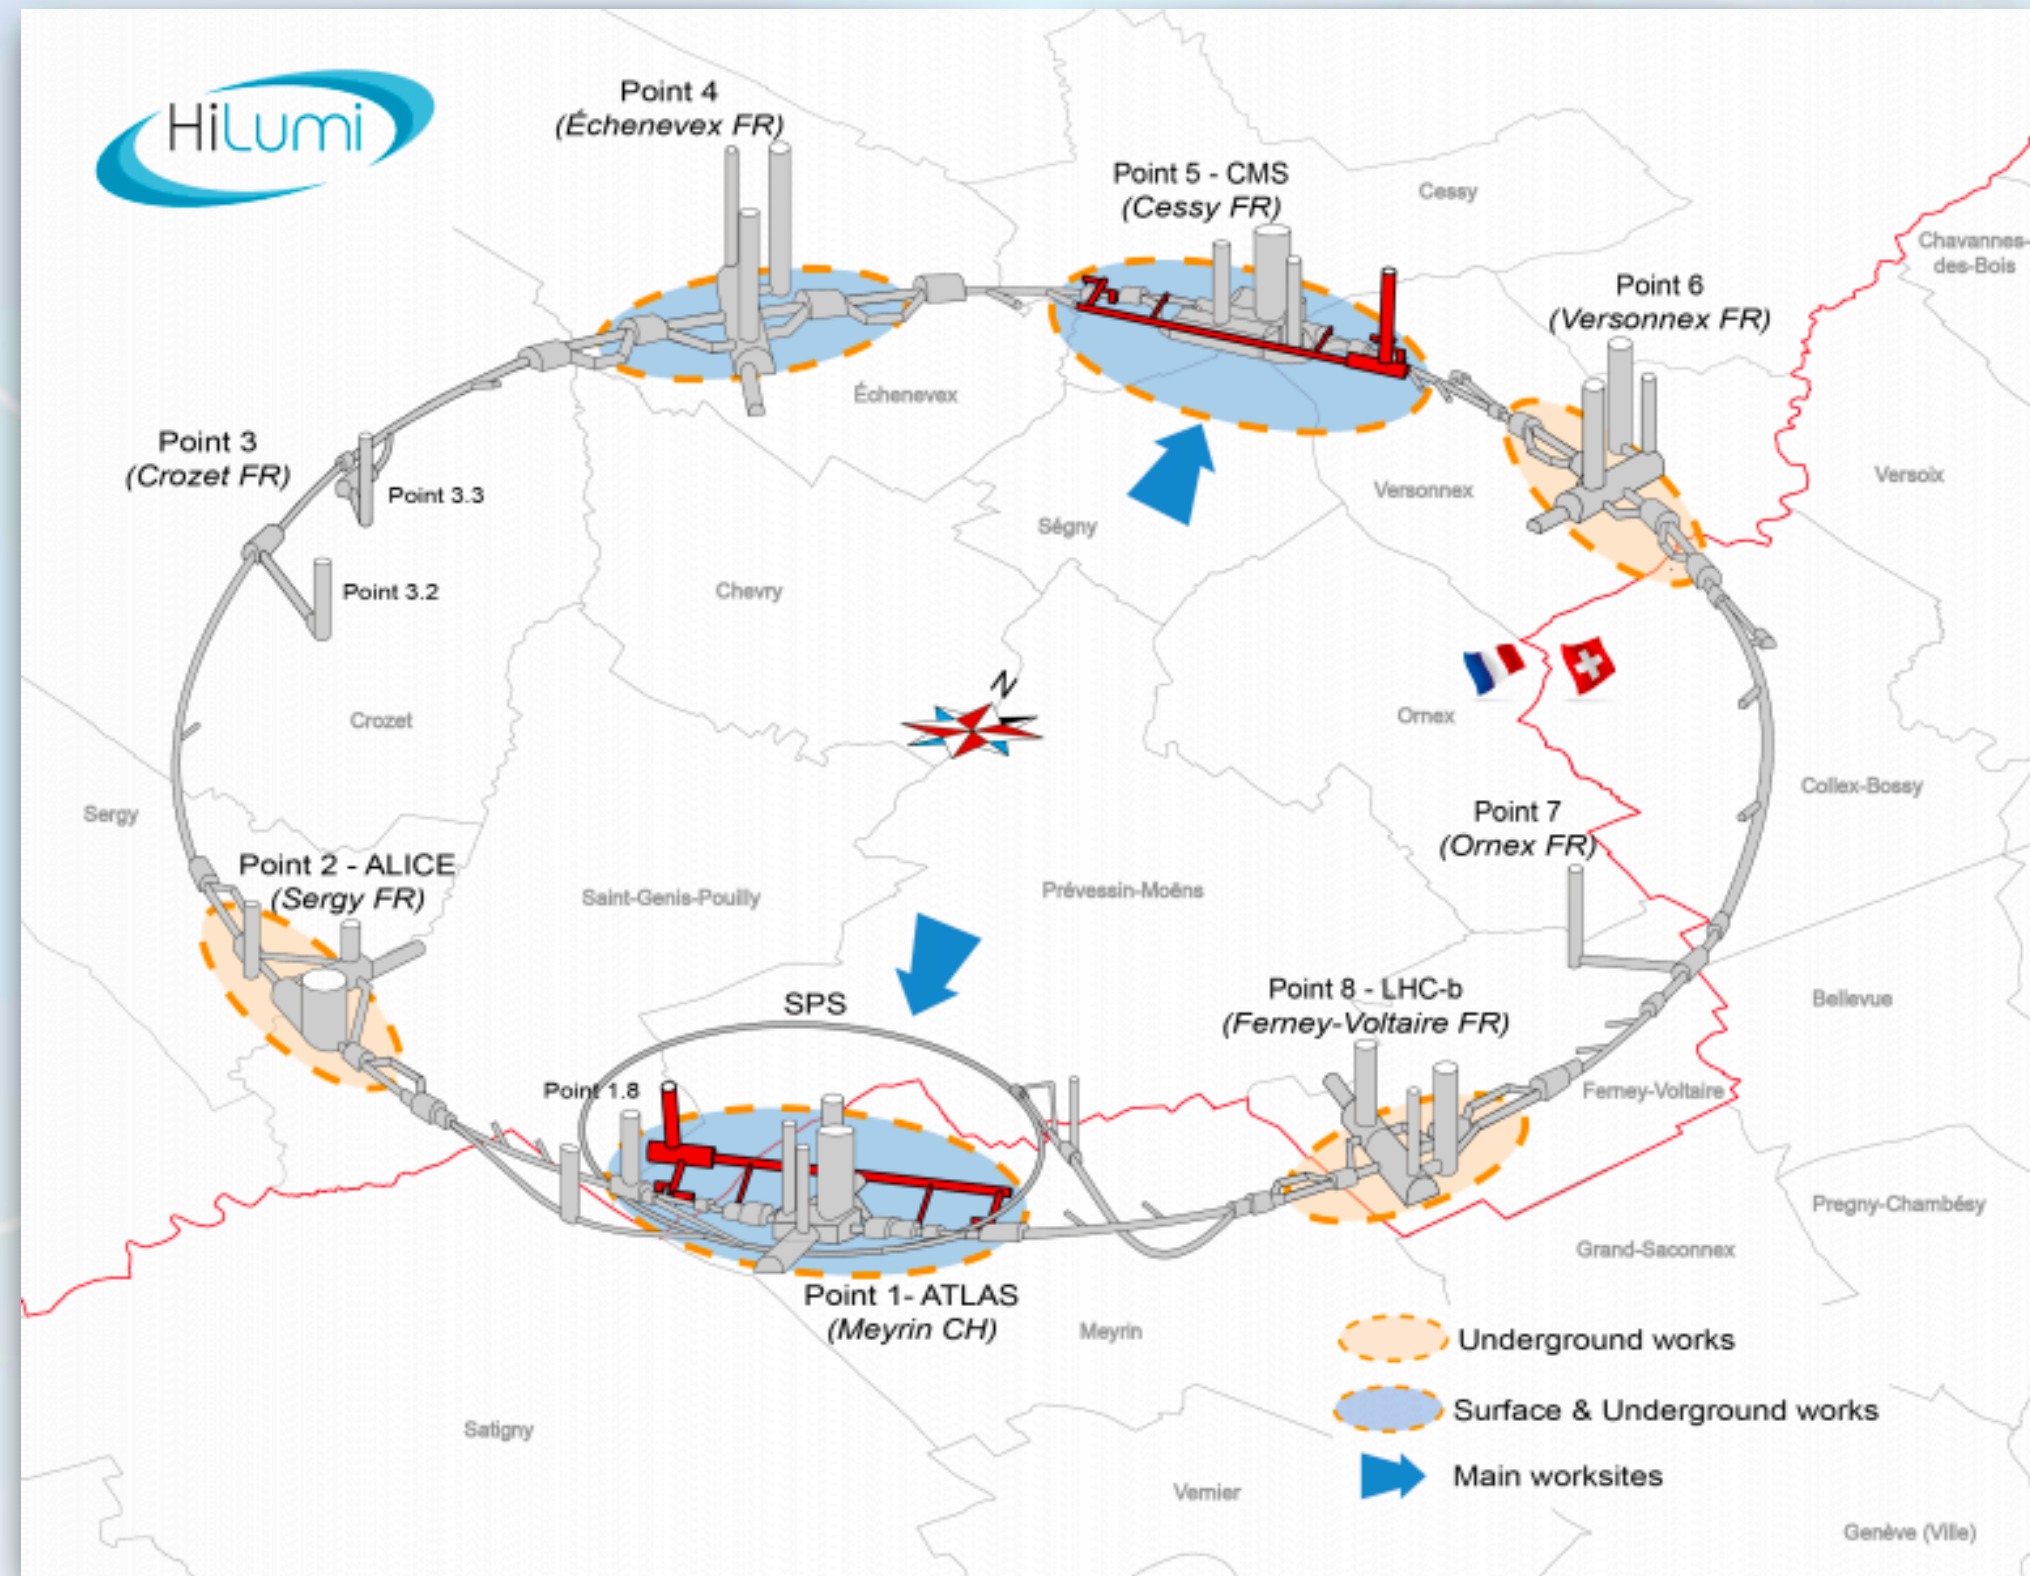 HiLumi
Point 4
(Échenevex FR)
Point 5 - CMS
(Cessy FR)
Cessy
Chavannes-
des-Bois
Point 6
(Versonnex FR)
Échenevex
Point 3
(Crozet FR)
Point 3.3
Versonnex
Versoix
Ségny
Point 3.2
Chevry
N
Crozet
Ornex
Collex-Bossy
Sergy
Point 7
(Ornex FR)
Point 2 - ALICE
(Sergy FR)
Saint-Genis-Pouilly
Prévessin-Moëns
Point 8 - LHC-b
(Ferney-Voltaire FR)
Bellevue
SPS
Point 1.8
Ferney-Voltaire
Pregny-Chambésy
Grand-Saconnex
Point 1- ATLAS
(Meyrin CH)
Meyrin
Underground works
Surface & Underground works
Satigny
Main worksites
Vernier
Genève (Ville)